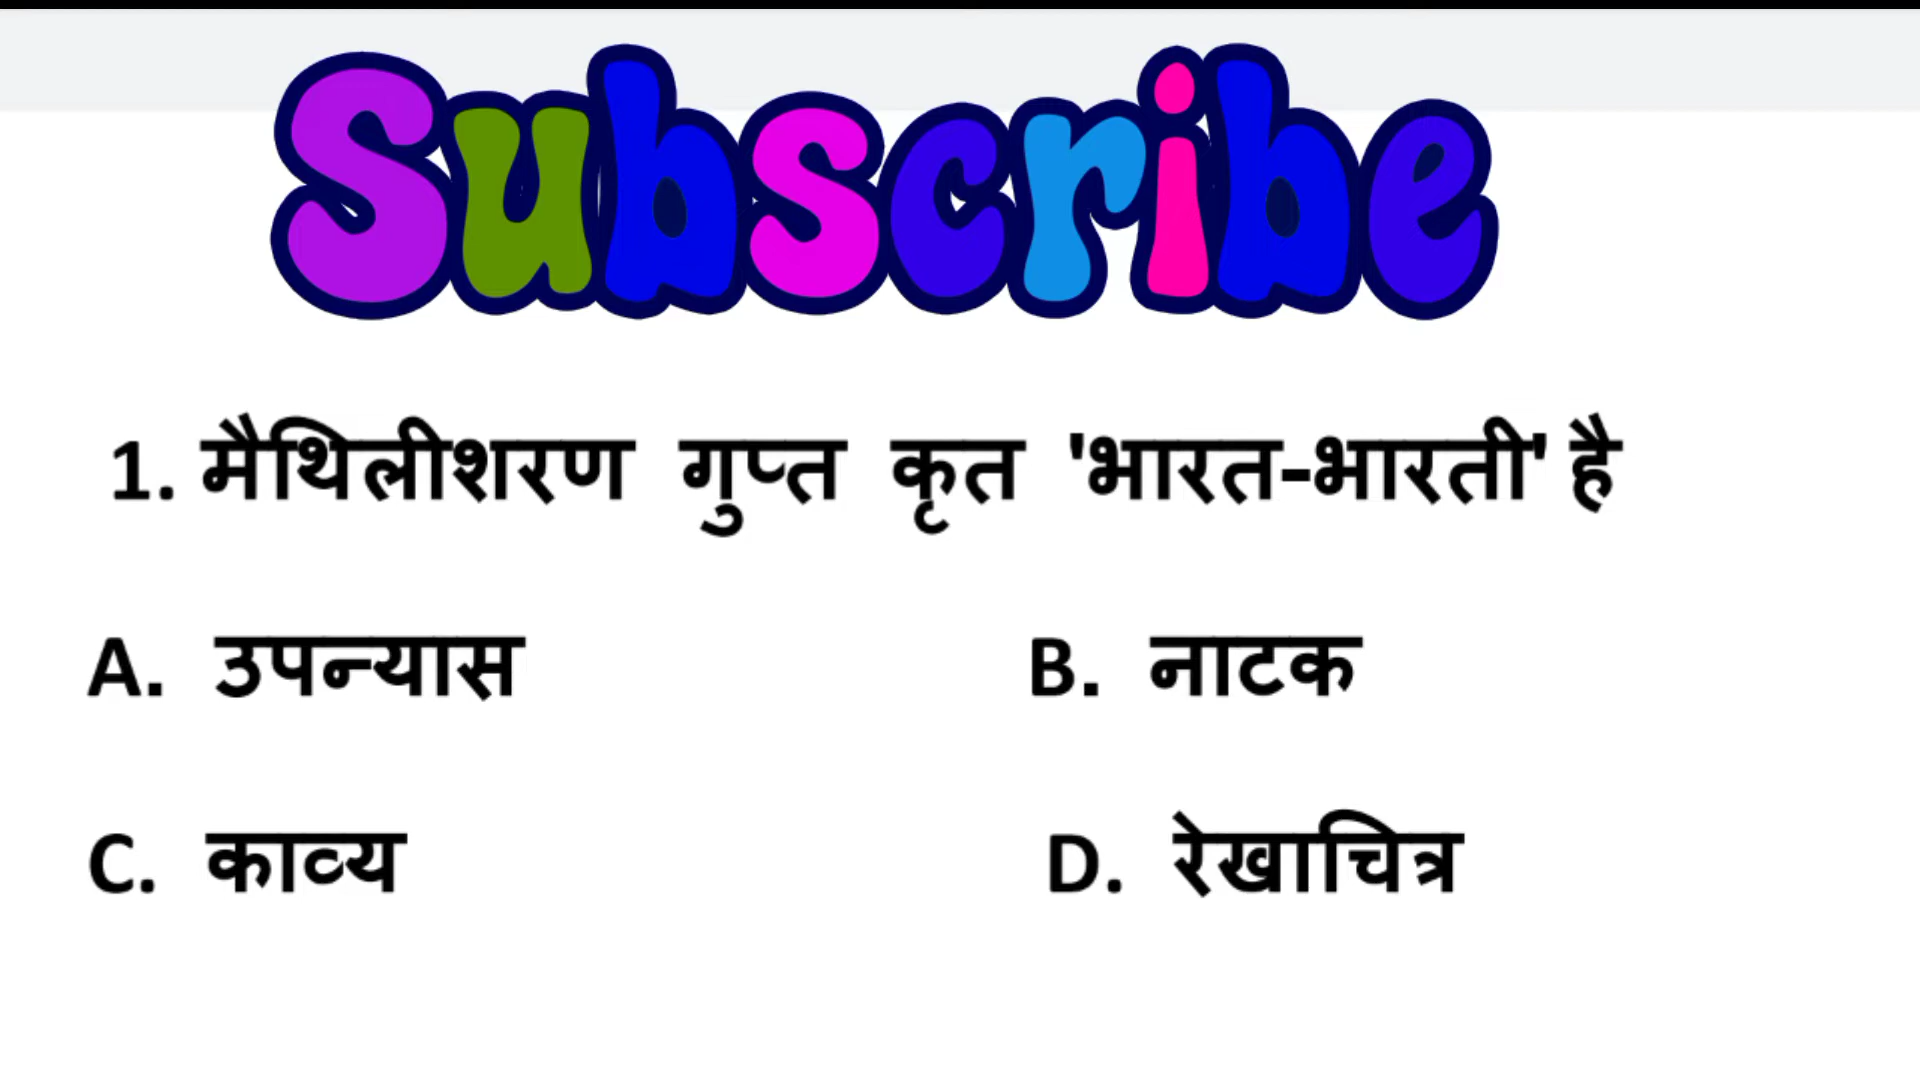 Subscribe
1. मैथिलीशरण गुप्त कृत 'भारत-भारती' है
A. उपन्यास B. नाटक
C. काव्य D. रेखाचित्र